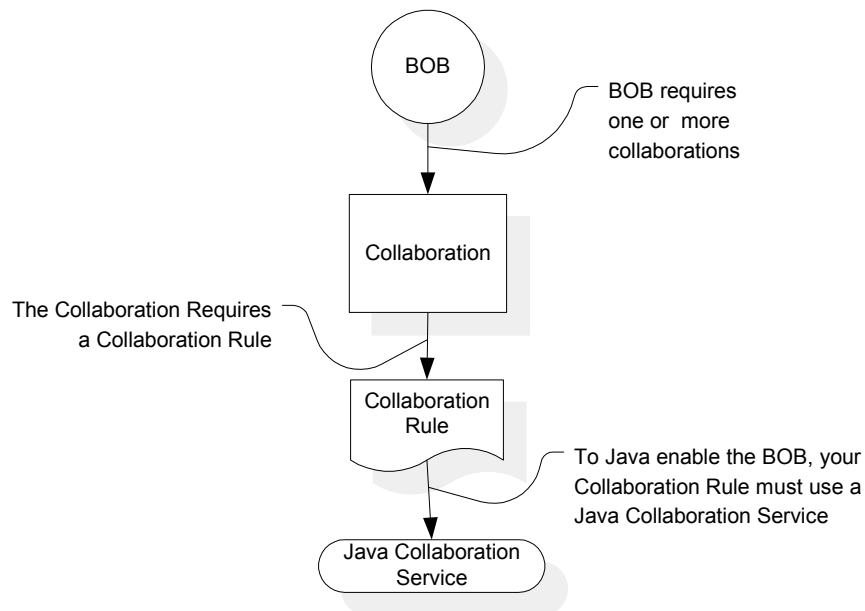 BOB
BOB requires
one or more
collaborations
Collaboration
The Collaboration Requires
a Collaboration Rule
Collaboration
Rule
To Java enable the BOB, your
Collaboration Rule must use a
Java Collaboration Service
Java Collaboration
Service